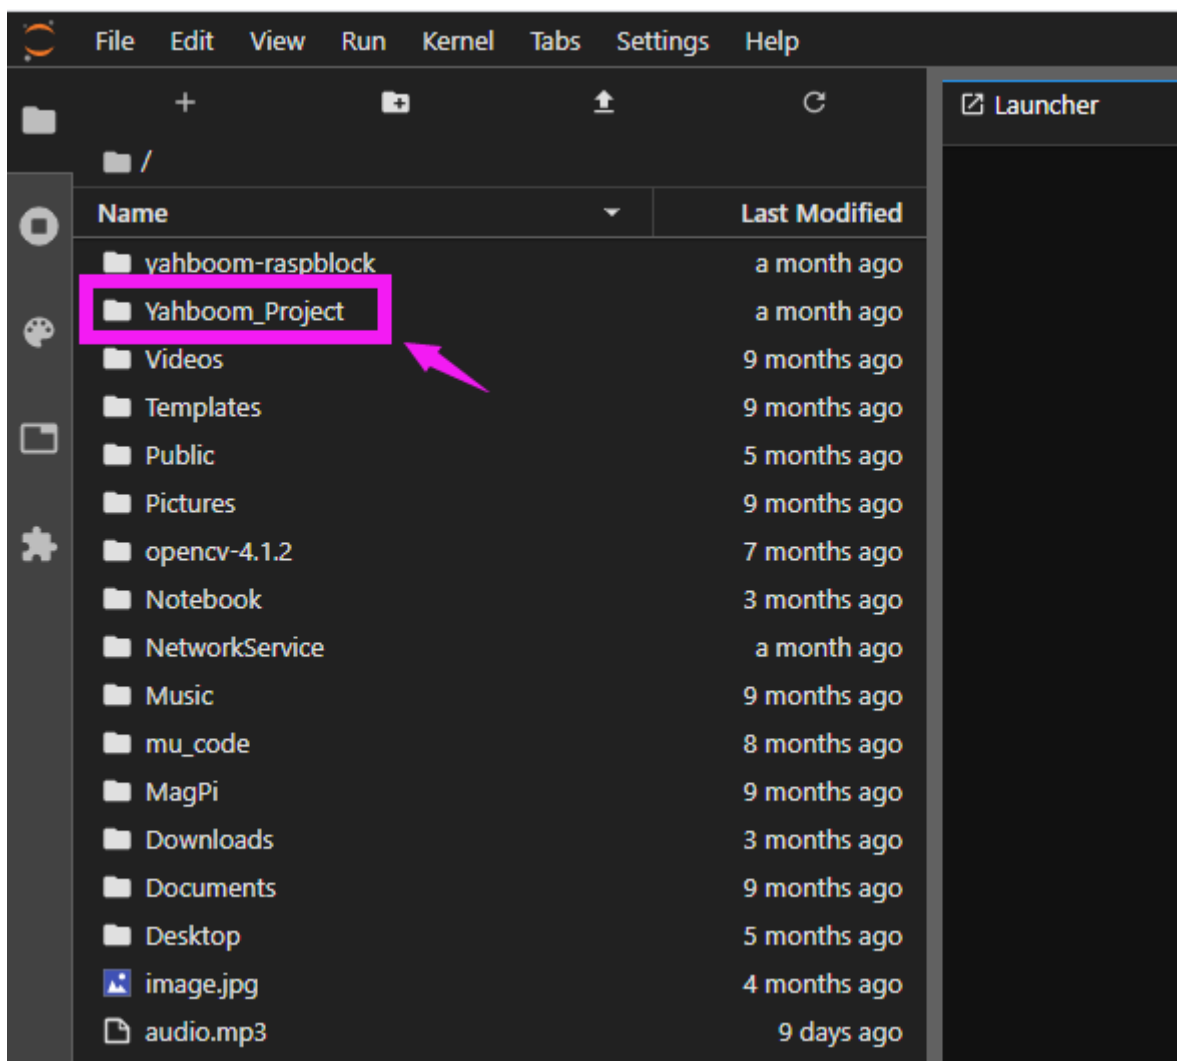 File Edit View Run Kernel Tabs Settings Help
Launcher
/
Name Last Modified
yahboom-raspblock a month ago
Yahboom_Project a month ago
Videos 9 months ago
Templates 9 months ago
Public 5 months ago
Pictures 9 months ago
opencv-4.1.2 7 months ago
Notebook 3 months ago
NetworkService a month ago
Music 9 months ago
mu_code 8 months ago
MagPi 9 months ago
Downloads 3 months ago
Documents 9 months ago
Desktop 5 months ago
image.jpg 4 months ago
audio.mp3 9 days ago